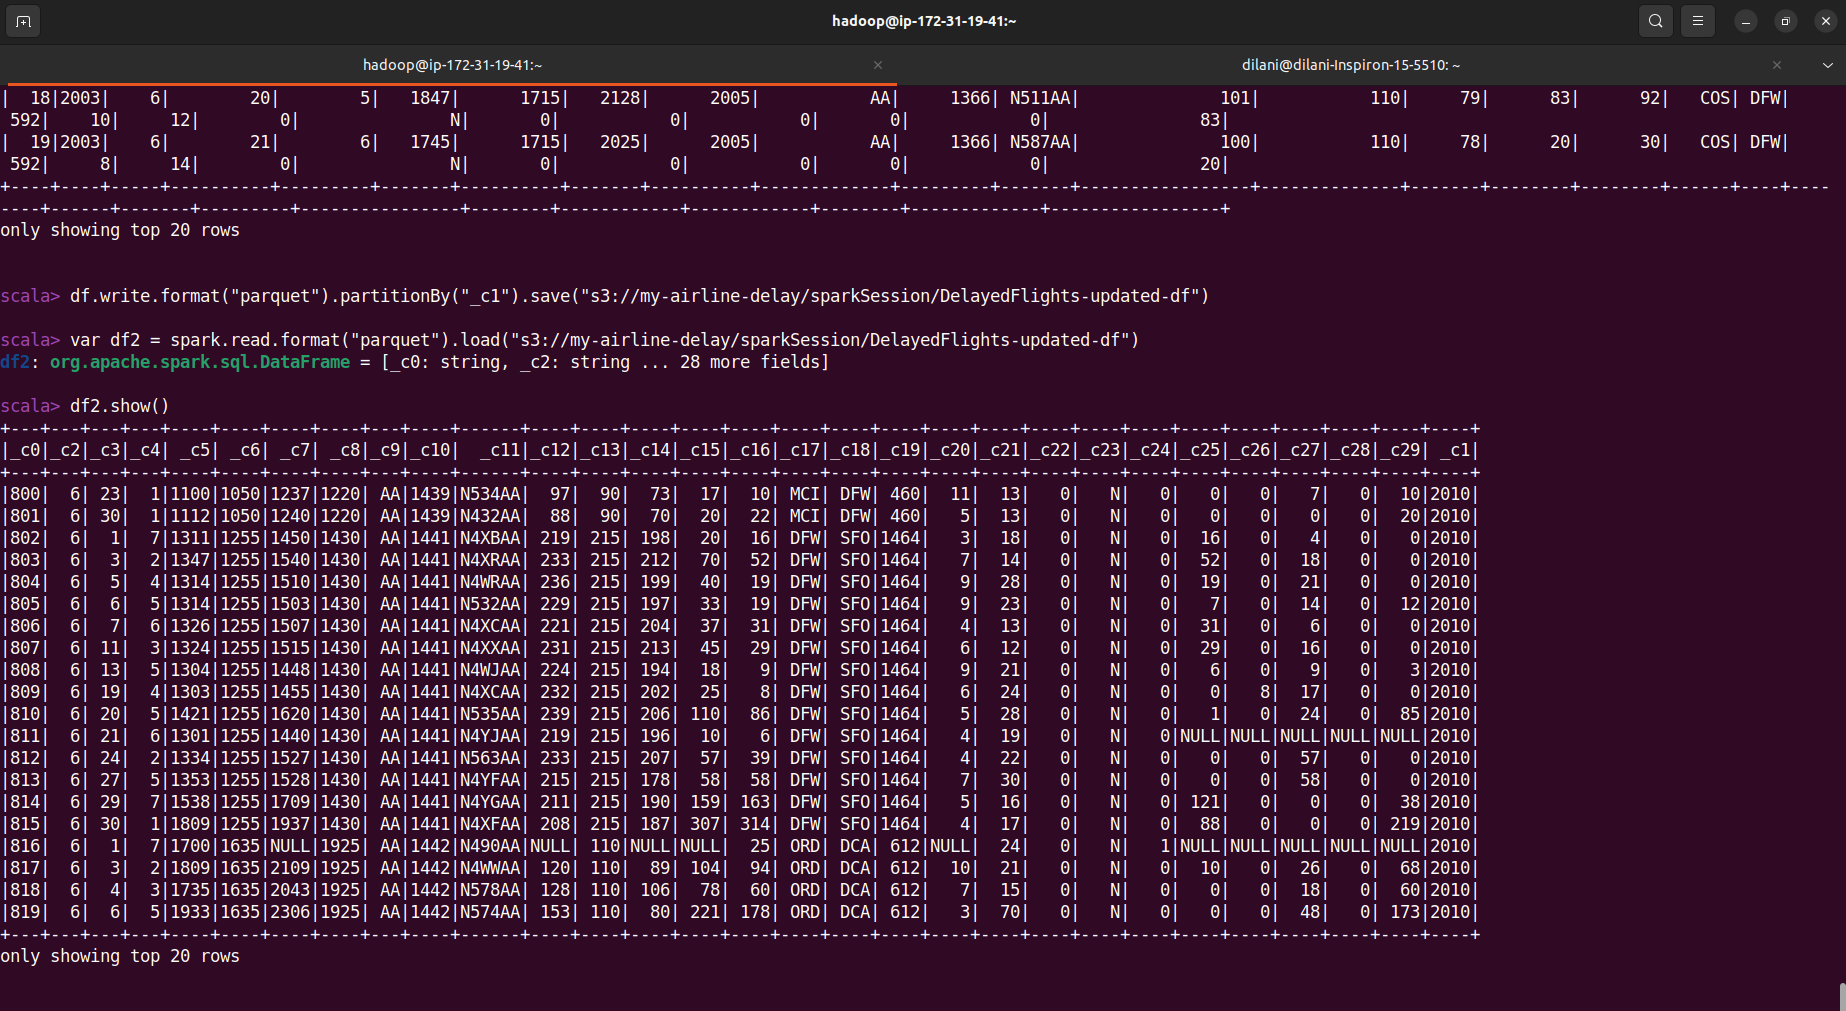 hadoop@ip-172-31-19-41:~
hadoop@ip-172-31-19-41:~ dilani@dilani-Inspiron-15-5510: ~
| 18|2003| 6| 20| 5| 1847| 1715| 2128| 2005| AA| 1366| N511AA| 101| 110| 79| 83| 92| COS| DFW|
592| 10| 12| 0| N| 0| 0| 0| 0| 0| 83|
| 19|2003| 6| 21| 6| 1745| 1715| 2025| 2005| AA| 1366| N587AA| 100| 110| 78| 20| 30| COS| DFW|
592| 8| 14| 0| N| 0| 0| 0| 0| 0| 20|
+----+----+-----+----------+---------+-------+----------+-------+----------+-------------+---------+-------+-----------------+--------------+-------+--------+--------+------+----+----
----+------+-------+---------+----------------+--------+------------+------------+--------+-------------+-----------------+
only showing top 20 rows
scala> df.write.format("parquet").partitionBy("_c1").save("s3://my-airline-delay/sparkSession/DelayedFlights-updated-df")
scala> var df2 = spark.read.format("parquet").load("s3://my-airline-delay/sparkSession/DelayedFlights-updated-df")
df2: org.apache.spark.sql.DataFrame = [_c0: string, _c2: string ... 28 more fields]
scala> df2.show()
+---+---+---+---+----+----+----+----+---+----+------+----+----+----+----+----+----+----+----+----+----+----+----+----+----+----+----+----+----+----+
|_c0|_c2|_c3|_c4| _c5| _c6| _c7| _c8|_c9|_c10| _c11|_c12|_c13|_c14|_c15|_c16|_c17|_c18|_c19|_c20|_c21|_c22|_c23|_c24|_c25|_c26|_c27|_c28|_c29| _c1|
+---+---+---+---+----+----+----+----+---+----+------+----+----+----+----+----+----+----+----+----+----+----+----+----+----+----+----+----+----+----+
|800| 6| 23| 1|1100|1050|1237|1220| AA|1439|N534AA| 97| 90| 73| 17| 10| MCI| DFW| 460| 11| 13| 0| N| 0| 0| 0| 7| 0| 10|2010|
|801| 6| 30| 1|1112|1050|1240|1220| AA|1439|N432AA| 88| 90| 70| 20| 22| MCI| DFW| 460| 5| 13| 0| N| 0| 0| 0| 0| 0| 20|2010|
|802| 6| 1| 7|1311|1255|1450|1430| AA|1441|N4XBAA| 219| 215| 198| 20| 16| DFW| SFO|1464| 3| 18| 0| N| 0| 16| 0| 4| 0| 0|2010|
|803| 6| 3| 2|1347|1255|1540|1430| AA|1441|N4XRAA| 233| 215| 212| 70| 52| DFW| SFO|1464| 7| 14| 0| N| 0| 52| 0| 18| 0| 0|2010|
|804| 6| 5| 4|1314|1255|1510|1430| AA|1441|N4WRAA| 236| 215| 199| 40| 19| DFW| SFO|1464| 9| 28| 0| N| 0| 19| 0| 21| 0| 0|2010|
|805| 6| 6| 5|1314|1255|1503|1430| AA|1441|N532AA| 229| 215| 197| 33| 19| DFW| SFO|1464| 9| 23| 0| N| 0| 7| 0| 14| 0| 12|2010|
|806| 6| 7| 6|1326|1255|1507|1430| AA|1441|N4XCAA| 221| 215| 204| 37| 31| DFW| SFO|1464| 4| 13| 0| N| 0| 31| 0| 6| 0| 0|2010|
|807| 6| 11| 3|1324|1255|1515|1430| AA|1441|N4XXAA| 231| 215| 213| 45| 29| DFW| SFO|1464| 6| 12| 0| N| 0| 29| 0| 16| 0| 0|2010|
|808| 6| 13| 5|1304|1255|1448|1430| AA|1441|N4WJAA| 224| 215| 194| 18| 9| DFW| SFO|1464| 9| 21| 0| N| 0| 6| 0| 9| 0| 3|2010|
|809| 6| 19| 4|1303|1255|1455|1430| AA|1441|N4XCAA| 232| 215| 202| 25| 8| DFW| SFO|1464| 6| 24| 0| N| 0| 0| 8| 17| 0| 0|2010|
|810| 6| 20| 5|1421|1255|1620|1430| AA|1441|N535AA| 239| 215| 206| 110| 86| DFW| SFO|1464| 5| 28| 0| N| 0| 1| 0| 24| 0| 85|2010|
|811| 6| 21| 6|1301|1255|1440|1430| AA|1441|N4YJAA| 219| 215| 196| 10| 6| DFW| SFO|1464| 4| 19| 0| N| 0|NULL|NULL|NULL|NULL|NULL|2010|
|812| 6| 24| 2|1334|1255|1527|1430| AA|1441|N563AA| 233| 215| 207| 57| 39| DFW| SFO|1464| 4| 22| 0| N| 0| 0| 0| 57| 0| 0|2010|
|813| 6| 27| 5|1353|1255|1528|1430| AA|1441|N4YFAA| 215| 215| 178| 58| 58| DFW| SFO|1464| 7| 30| 0| N| 0| 0| 0| 58| 0| 0|2010|
|814| 6| 29| 7|1538|1255|1709|1430| AA|1441|N4YGAA| 211| 215| 190| 159| 163| DFW| SFO|1464| 5| 16| 0| N| 0| 121| 0| 0| 0| 38|2010|
|815| 6| 30| 1|1809|1255|1937|1430| AA|1441|N4XFAA| 208| 215| 187| 307| 314| DFW| SFO|1464| 4| 17| 0| N| 0| 88| 0| 0| 0| 219|2010|
|816| 6| 1| 7|1700|1635|NULL|1925| AA|1442|N490AA|NULL| 110|NULL|NULL| 25| ORD| DCA| 612|NULL| 24| 0| N| 1|NULL|NULL|NULL|NULL|NULL|2010|
|817| 6| 3| 2|1809|1635|2109|1925| AA|1442|N4WWAA| 120| 110| 89| 104| 94| ORD| DCA| 612| 10| 21| 0| N| 0| 10| 0| 26| 0| 68|2010|
|818| 6| 4| 3|1735|1635|2043|1925| AA|1442|N578AA| 128| 110| 106| 78| 60| ORD| DCA| 612| 7| 15| 0| N| 0| 0| 0| 18| 0| 60|2010|
|819| 6| 6| 5|1933|1635|2306|1925| AA|1442|N574AA| 153| 110| 80| 221| 178| ORD| DCA| 612| 3| 70| 0| N| 0| 0| 0| 48| 0| 173|2010|
+---+---+---+---+----+----+----+----+---+----+------+----+----+----+----+----+----+----+----+----+----+----+----+----+----+----+----+----+----+----+
only showing top 20 rows